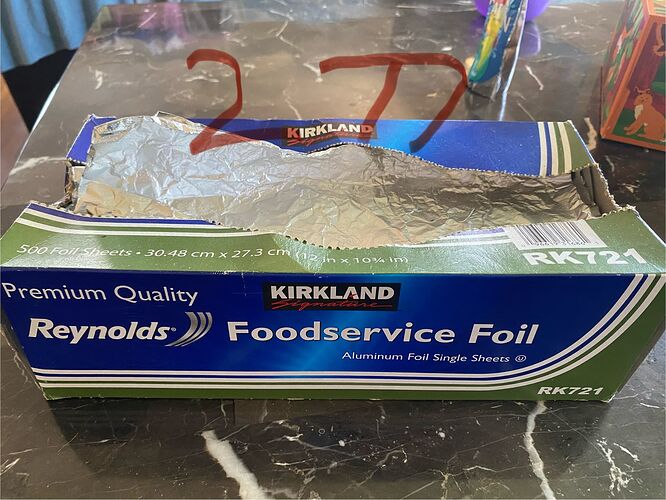 2 T
KIRKLAND
Signature
500 Foil Sheets • 30.48 cm x 27.3 cm (12 in x 10¾ in)
RK721
Premium Quality
KIRKLAND
Signature
Reynolds® Foodservice Foil
Aluminum Foil Single Sheets Ⓤ
RK721